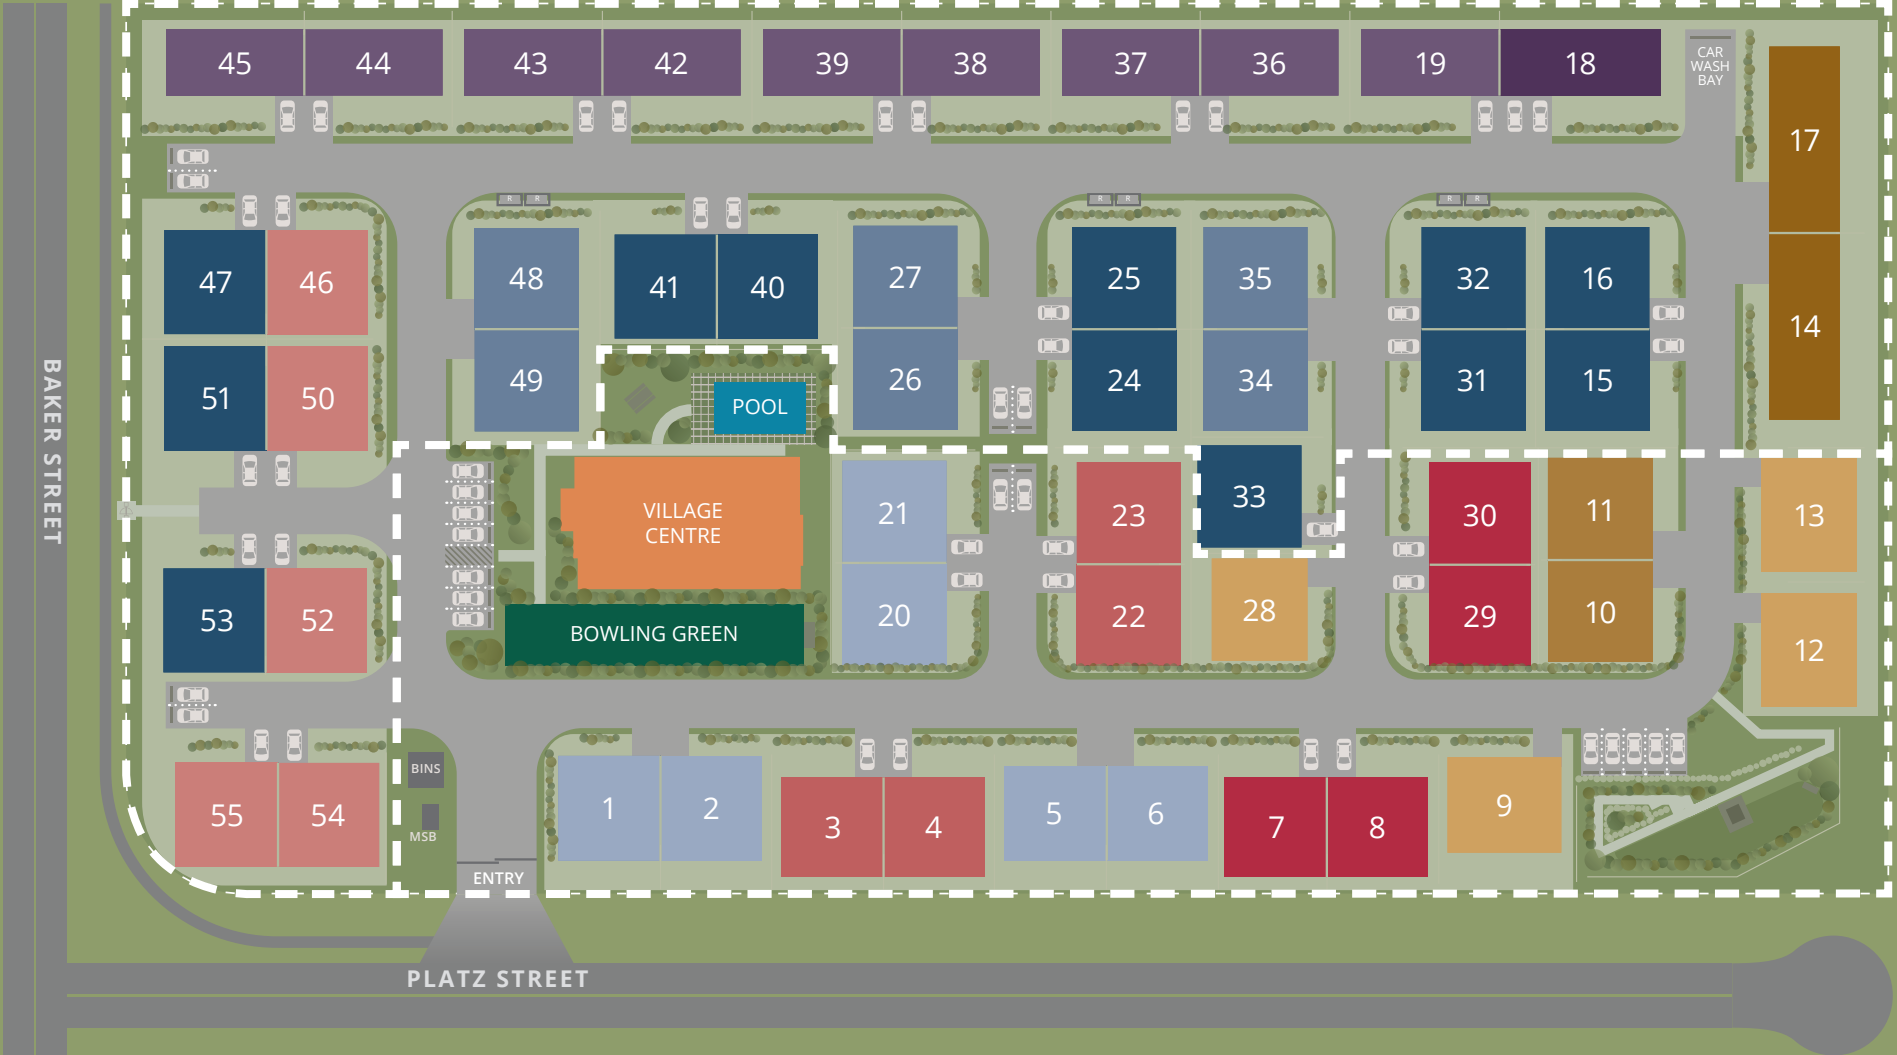 45 44 43 42 39 38 37 36 19 18
CAR
WASH
BAY
17
R R R R R R
47 46 48 41 40 27 25 35 32 16
14
51 50 49 26 24 34 31 15
POOL
BAKER STREET
VILLAGE
CENTRE
21 23 33 30 11 13
53 52 20 22 28 29 10 12
BOWLING GREEN
BINS
MSB
55 54 1 2 3 4 5 6 7 8 9
ENTRY
PLATZ STREET